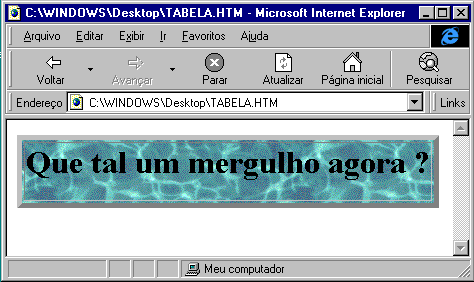 C:\WINDOWS\Desktop\TABELA.HTM - Microsoft Internet Explorer
Arquivo Editar Exibir Ir Favoritos Ajuda
Voltar Avançar Parar Atualizar Página inicial Pesquisar
Endereço C:\WINDOWS\Desktop\TABELA.HTM Links
Que tal um mergulho agora ?
Meu computador